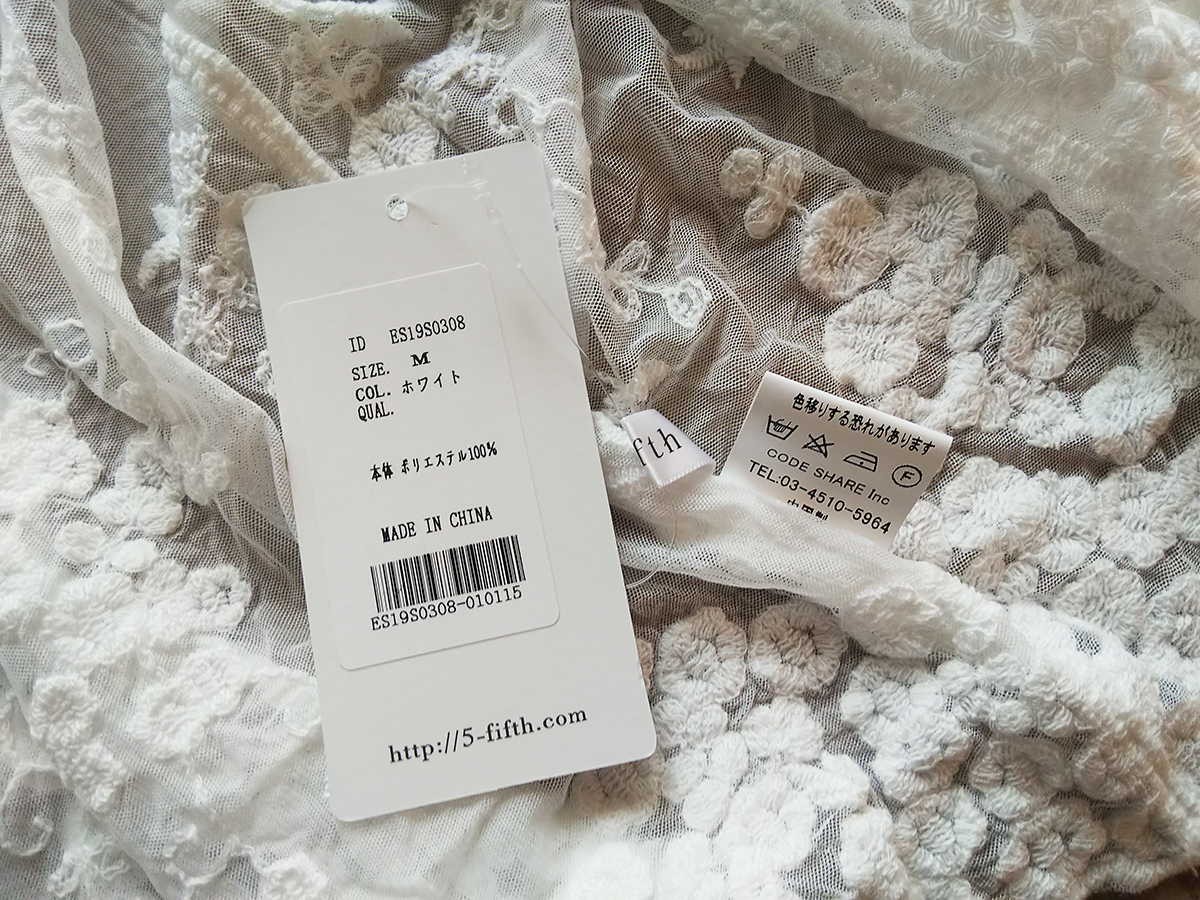 ID ES19S0308
SIZE. M
COL. ホワイト
QUAL.
本体 ポリエステル100%
MADE IN CHINA
ES19S0308-010115
http://5-fifth.com
fth
色移りする恐れがあります
F
CODE SHARE Inc
TEL:03-4510-5964